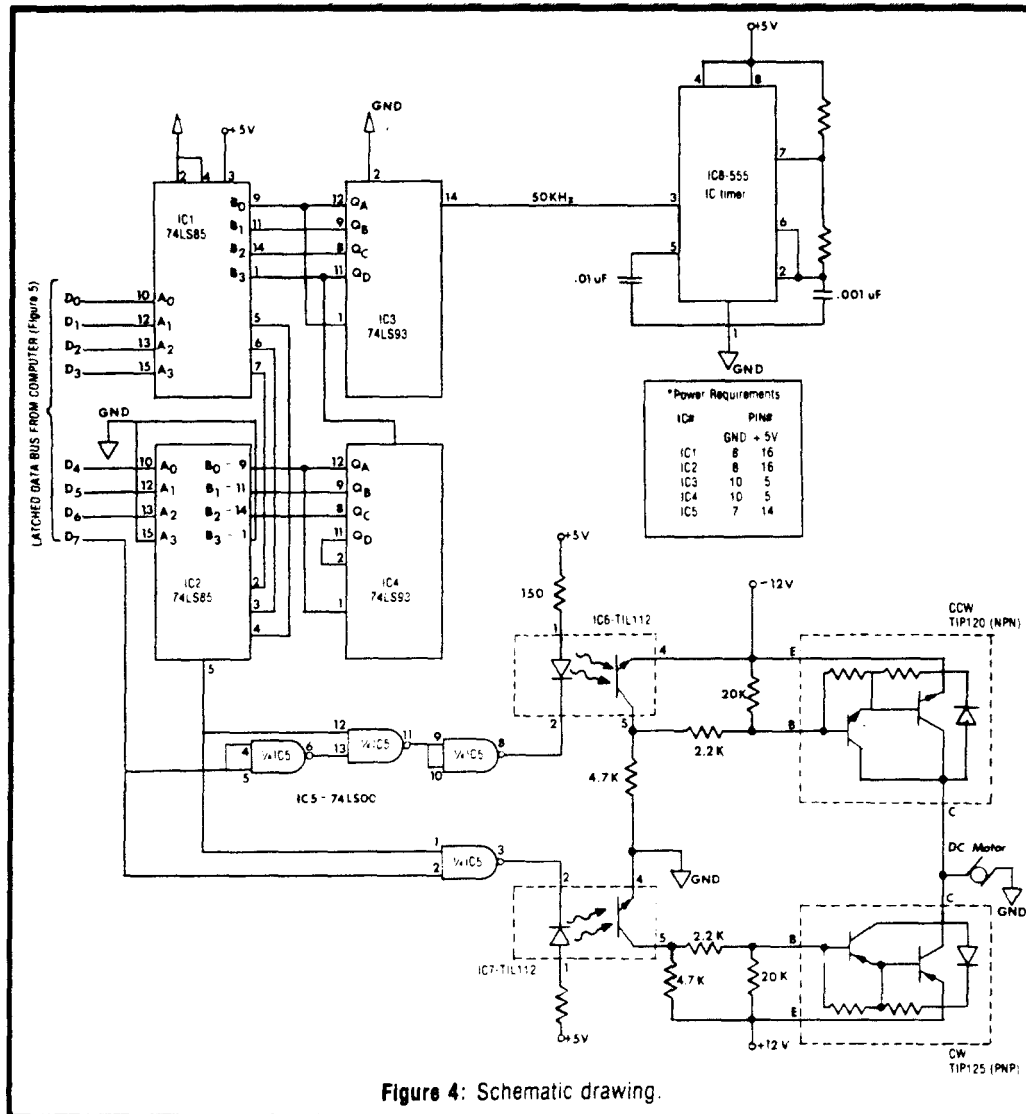 +5V
4 8
GND
+5V
2 4 3
2
7
IC8-555
IC timer
IC1
74LS85
B0 9
12 QA
14
50KHz
3
B1 11
9 QB
6
B2 14
8 QC
5
B3 1
11 QD
2
.01 uF
.001 uF
LATCHED DATA BUS FROM COMPUTER (Figure 5)
D0 10 A0
IC3
74LS93
D1 12 A1
5
1
1
D2 13 A2
6
GND
D3 15 A3
7
*Power Requirements
IC# PIN#
GND + 5V
IC1 8 16
IC2 8 16
IC3 10 5
IC4 10 5
IC5 7 14
GND
D4 10 A0
B0 - 9
12 QA
D5 12 A1
B1 - 11
9 QB
D6 13 A2
B2 - 14
8 QC
D7 15 A3
B3 - 1
11 QD
2
IC2
74LS85
IC4
74LS93
2
3
4
1
5
+5V
150
-12V
IC6-TIL112
CCW
TIP120 (NPN)
1
4
E
20K
2
5
2.2K
B
12
13
¼IC5
11
9
10
¼IC5
8
4
5
¼IC5
6
IC5 - 74LS00
4.7K
C
1
2
¼IC5
3
DC Motor
GND
GND
2
4
C
5
2.2K
B
IC7-TIL112
1
4.7K
20K
E
+5V
+12V
CW
TIP125 (PNP)
Figure 4: Schematic drawing.